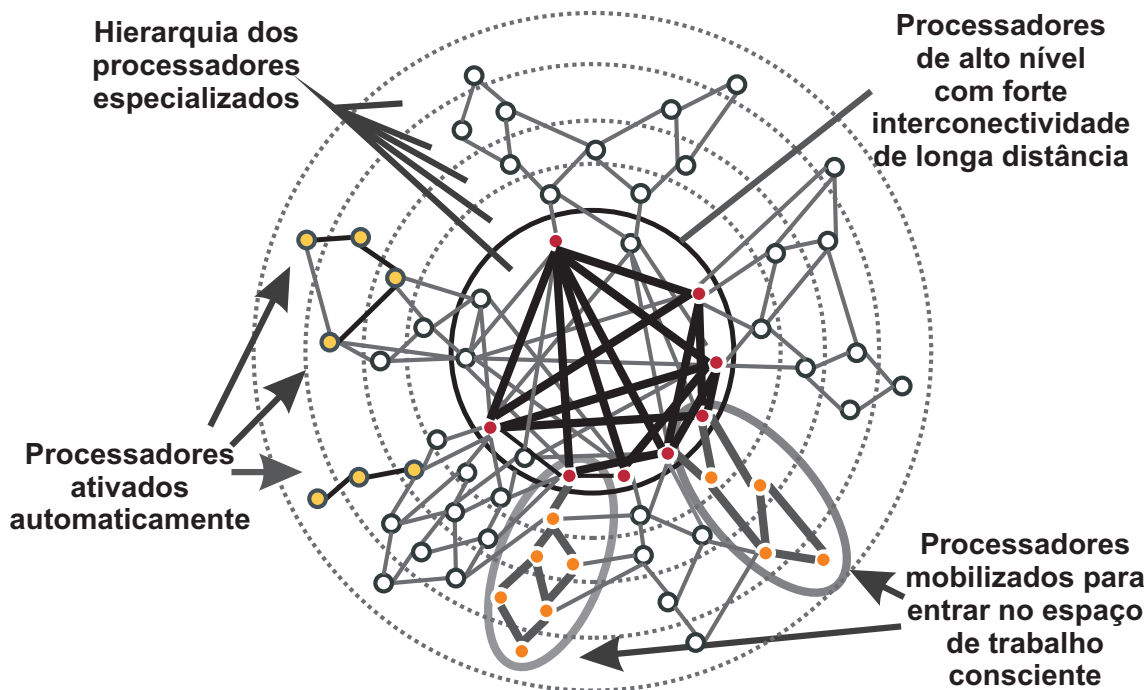 Hierarquia dos
processadores
especializados
Processadores
de alto nível
com forte
interconectividade
de longa distância
Processadores
ativados
automaticamente
Processadores
mobilizados para
entrar no espaço
de trabalho
consciente